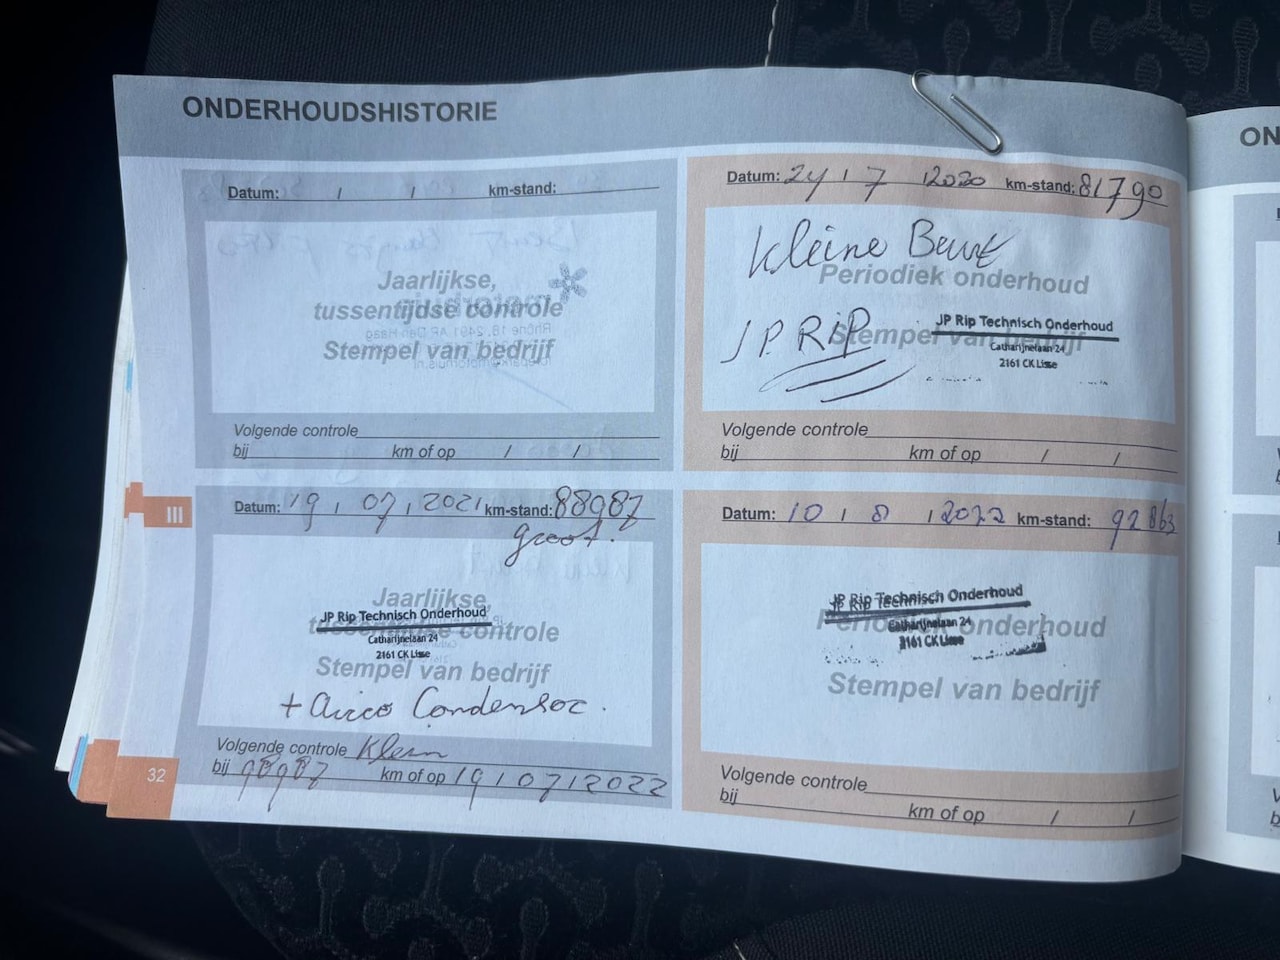 ONDERHOUDSHISTORIE
ON
Datum: / / km-stand:
Jaarlijkse,
tussentijdse controle
Stempel van bedrijf
Volgende controle
bij km of op / /
Datum: 24 / 7 / 2020 km-stand: 81790
Kleine Beurt
Periodiek onderhoud
JP RIP
Stempel van bedrijf
JP Rip Technisch Onderhoud
Catharijnelaan 24
2161 CK Lisse
Volgende controle
bij km of op / /
III
Datum: 19 / 07 / 2021 km-stand: 88987
groot.
Jaarlijkse,
JP Rip Technisch Onderhoud
tussentijdse controle
Catharijnelaan 24
2161 CK Lisse
Stempel van bedrijf
+ airco Condensor.
Volgende controle Klein
bij 98987 km of op 19 / 07 / 2022
Datum: 10 / 8 / 2022 km-stand: 92863
JP Rip Technisch Onderhoud
Periodiek onderhoud
Catharijnelaan 24
2161 CK Lisse
Stempel van bedrijf
Volgende controle
bij km of op / /
32